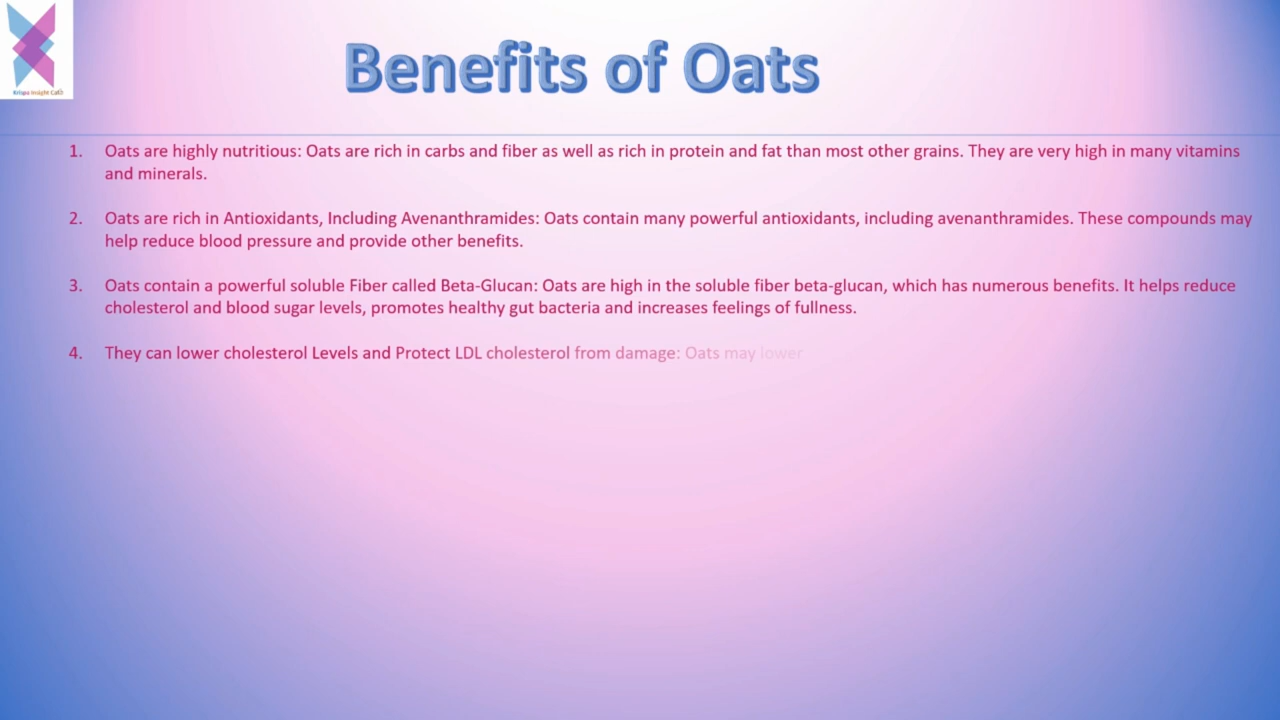 Benefits of Oats
1. Oats are highly nutritious: Oats are rich in carbs and fiber as well as rich in protein and fat than most other grains. They are very high in many vitamins
and minerals.
2. Oats are rich in Antioxidants, Including Avenanthramides: Oats contain many powerful antioxidants, including avenanthramides. These compounds may
help reduce blood pressure and provide other benefits.
3. Oats contain a powerful soluble Fiber called Beta-Glucan: Oats are high in the soluble fiber beta-glucan, which has numerous benefits. It helps reduce
cholesterol and blood sugar levels, promotes healthy gut bacteria and increases feelings of fullness.
4. They can lower cholesterol Levels and Protect LDL cholesterol from damage: Oats may lower